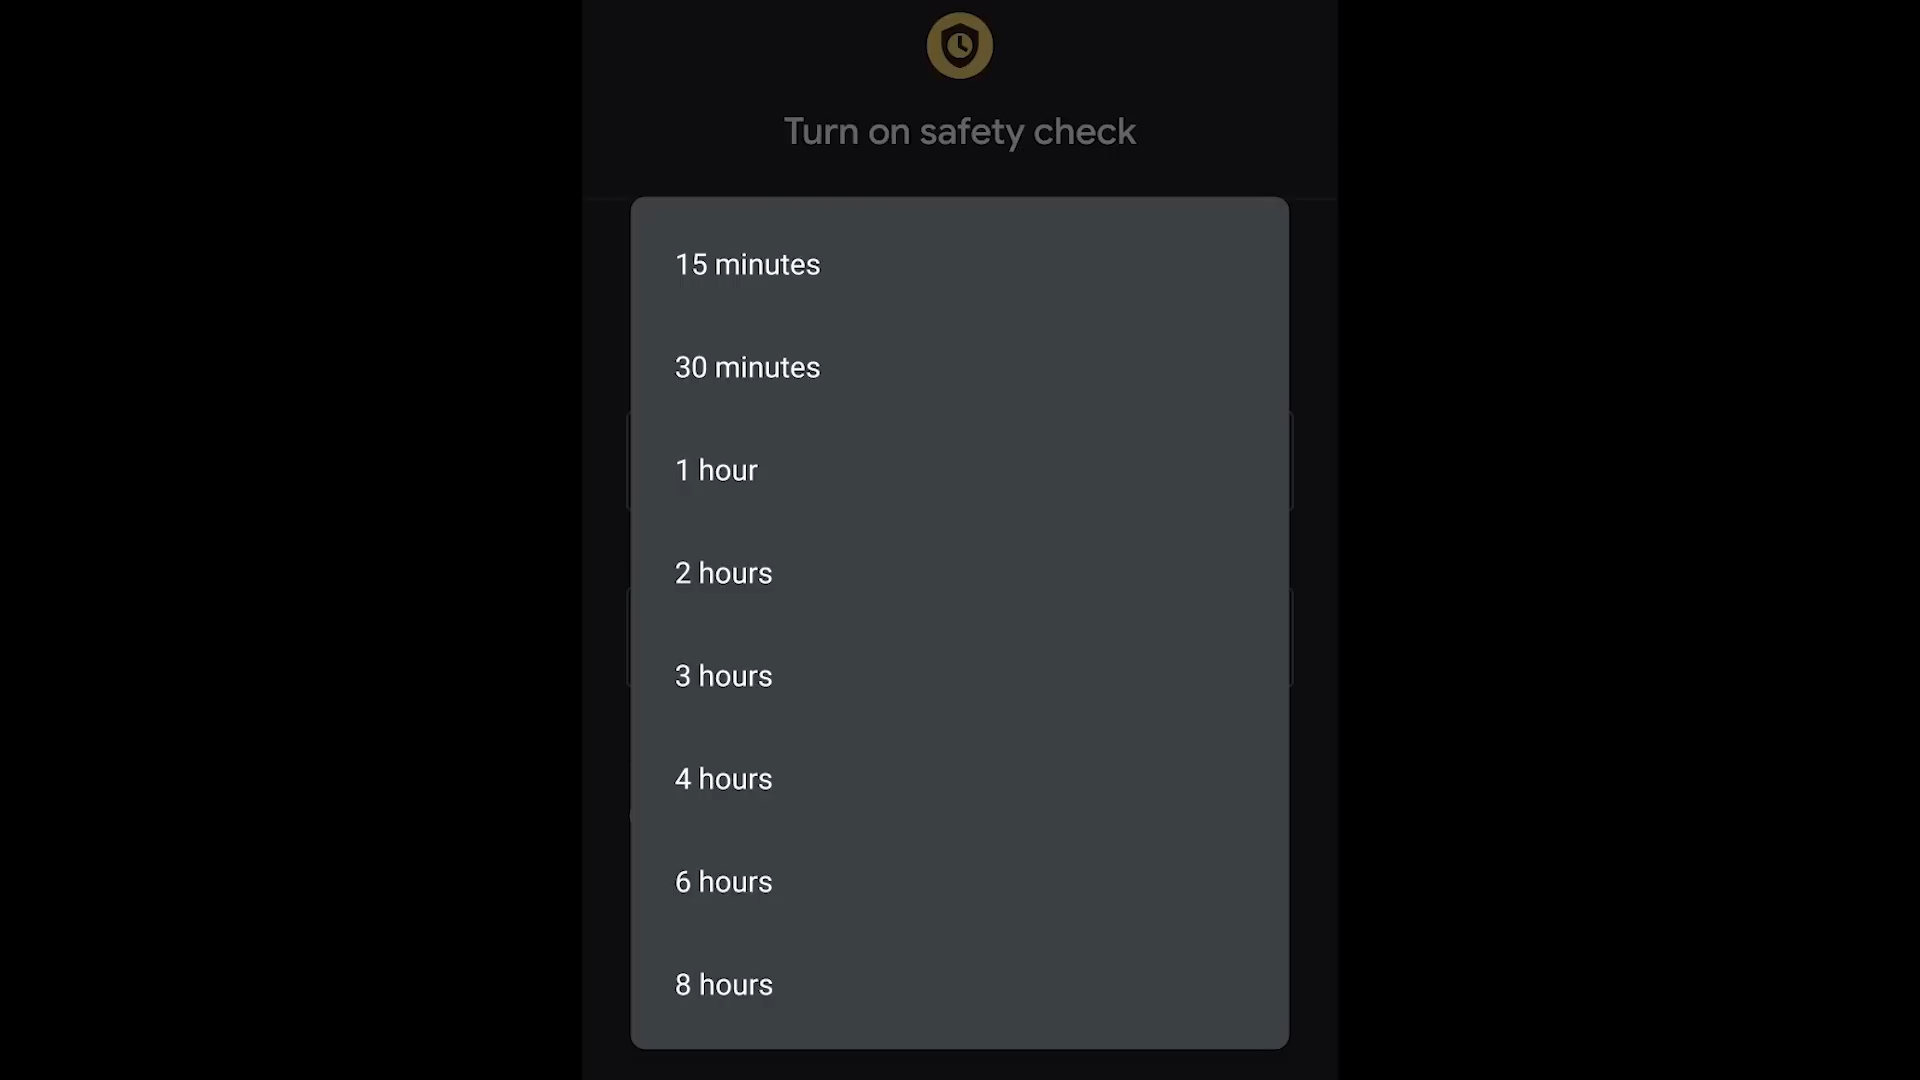 Turn on safety check
15 minutes
30 minutes
1 hour
2 hours
3 hours
4 hours
6 hours
8 hours